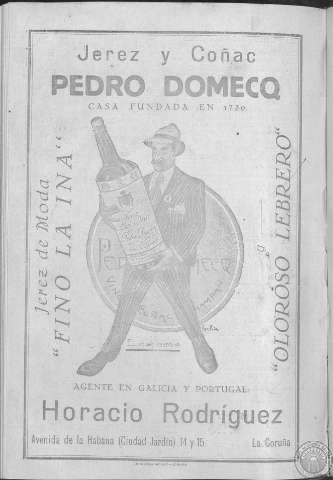 Jerez y Coñac
PEDRO DOMECQ
CASA FUNDADA EN 1730
Jerez de Moda
"FINO LA INA"
"OLOROSO LEBRERO"
AGENTE EN GALICIA Y PORTUGAL:
Horacio Rodríguez
Avenida de la Habana (Ciudad Jardín) 14 y 15
La Coruña